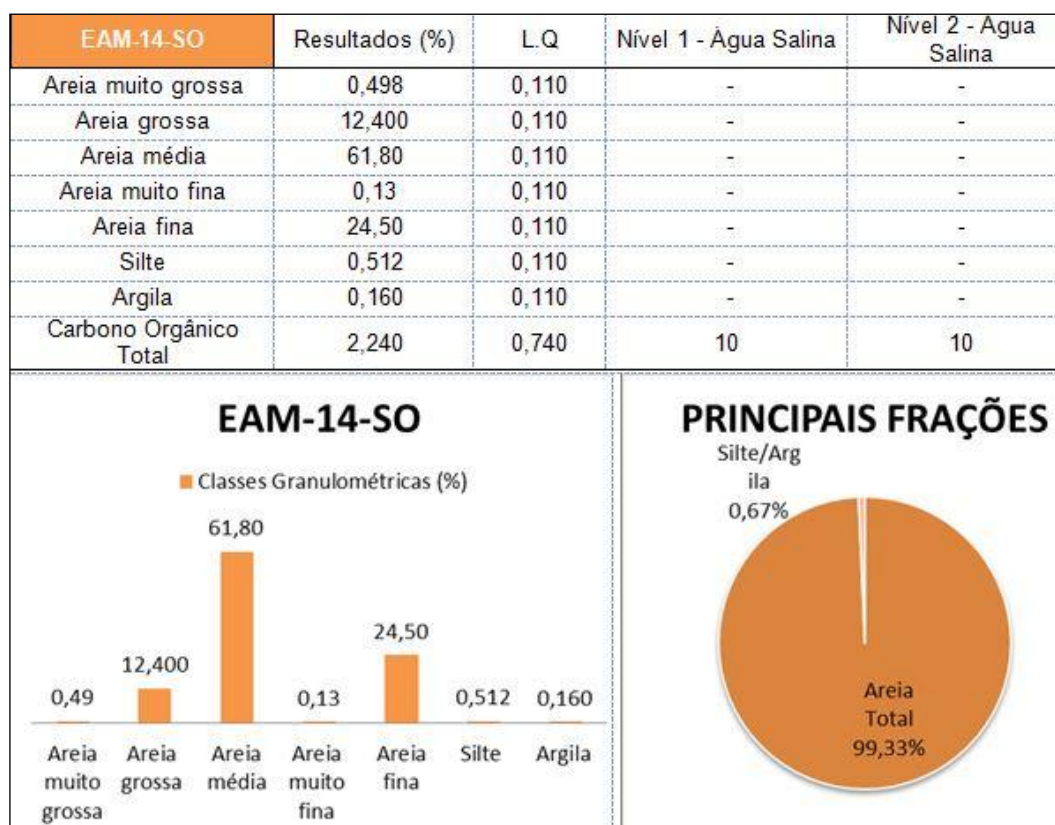 EAM-14-SO Resultados (%) L.Q Nível 1 - Água Salina Nível 2 - Água Salina
Areia muito grossa 0,498 0,110 - -
Areia grossa 12,400 0,110 - -
Areia média 61,80 0,110 - -
Areia muito fina 0,13 0,110 - -
Areia fina 24,50 0,110 - -
Silte 0,512 0,110 - -
Argila 0,160 0,110 - -
Carbono Orgânico Total 2,240 0,740 10 10
EAM-14-SO
Classes Granulométricas (%)
61,80
24,50
12,400
0,49 0,13 0,512 0,160
Areia Areia Areia Areia Areia Silte Argila
muito grossa média muito fina
grossa fina
PRINCIPAIS FRAÇÕES
Silte/Arg
ila
0,67%
Areia
Total
99,33%